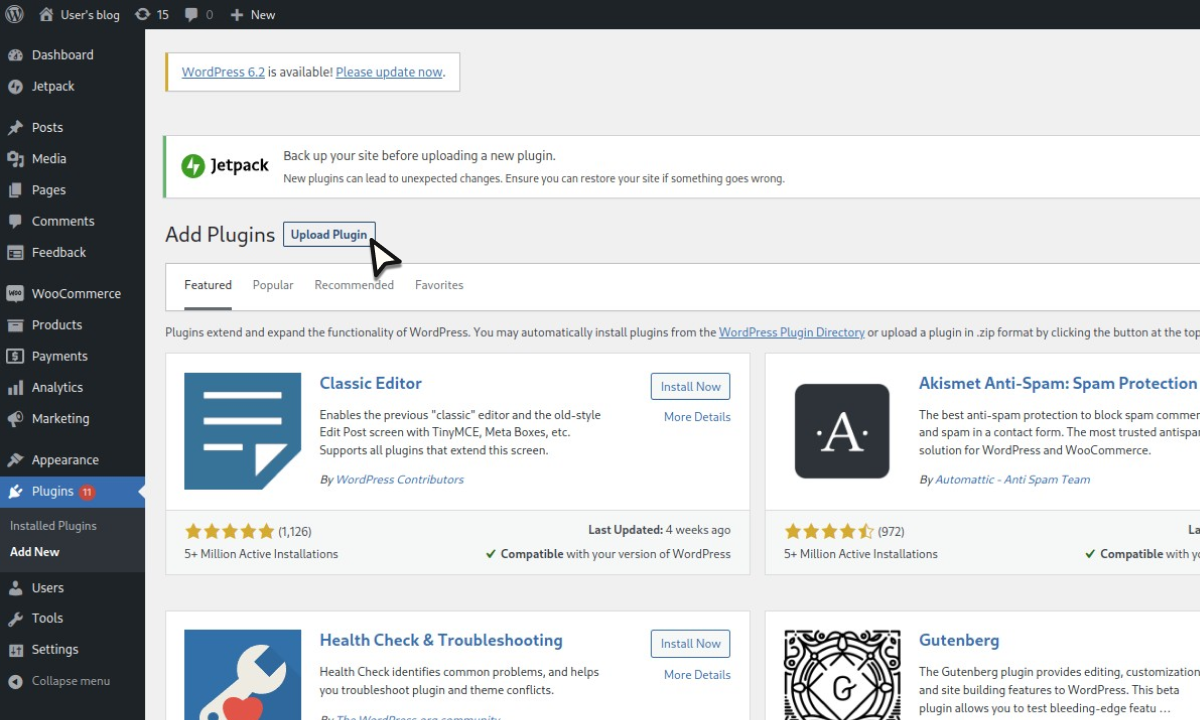 User's blog 15 0 New
Dashboard
Jetpack
Posts
Media
Pages
Comments
Feedback
WooCommerce
Products
Payments
Analytics
Marketing
Appearance
Plugins 11
Installed Plugins
Add New
Users
Tools
Settings
Collapse menu
WordPress 6.2 is available! Please update now.
Jetpack
Back up your site before uploading a new plugin.
New plugins can lead to unexpected changes. Ensure you can restore your site if something goes wrong.
Add Plugins Upload Plugin
Featured Popular Recommended Favorites
Plugins extend and expand the functionality of WordPress. You may automatically install plugins from the WordPress Plugin Directory or upload a plugin in .zip format by clicking the button at the top
Classic Editor
Install Now
More Details
Enables the previous "classic" editor and the old-style
Edit Post screen with TinyMCE, Meta Boxes, etc.
Supports all plugins that extend this screen.
By WordPress Contributors
(1,126)
Last Updated: 4 weeks ago
5+ Million Active Installations
Compatible with your version of WordPress
·A·
Akismet Anti-Spam: Spam Protection
The best anti-spam protection to block spam commer
and spam in a contact form. The most trusted antispar
solution for WordPress and WooCommerce.
By Automattic - Anti Spam Team
(972)
La
5+ Million Active Installations
Compatible with yo
Health Check & Troubleshooting
Install Now
More Details
Health Check identifies common problems, and helps
you troubleshoot plugin and theme conflicts.
By The WordPress.org community
G
Gutenberg
The Gutenberg plugin provides editing, customization
and site building features to WordPress. This beta
plugin allows you to test bleeding-edge featu …